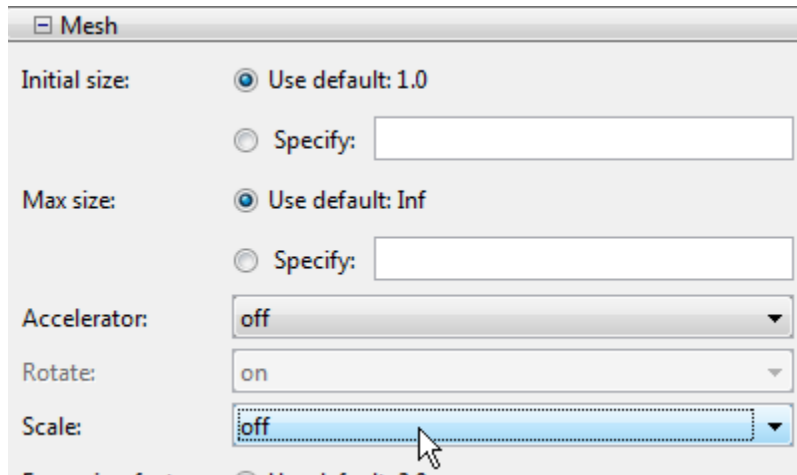 Mesh
Initial size: Use default: 1.0
Specify:
Max size: Use default: Inf
Specify:
Accelerator: off
Rotate: on
Scale: off